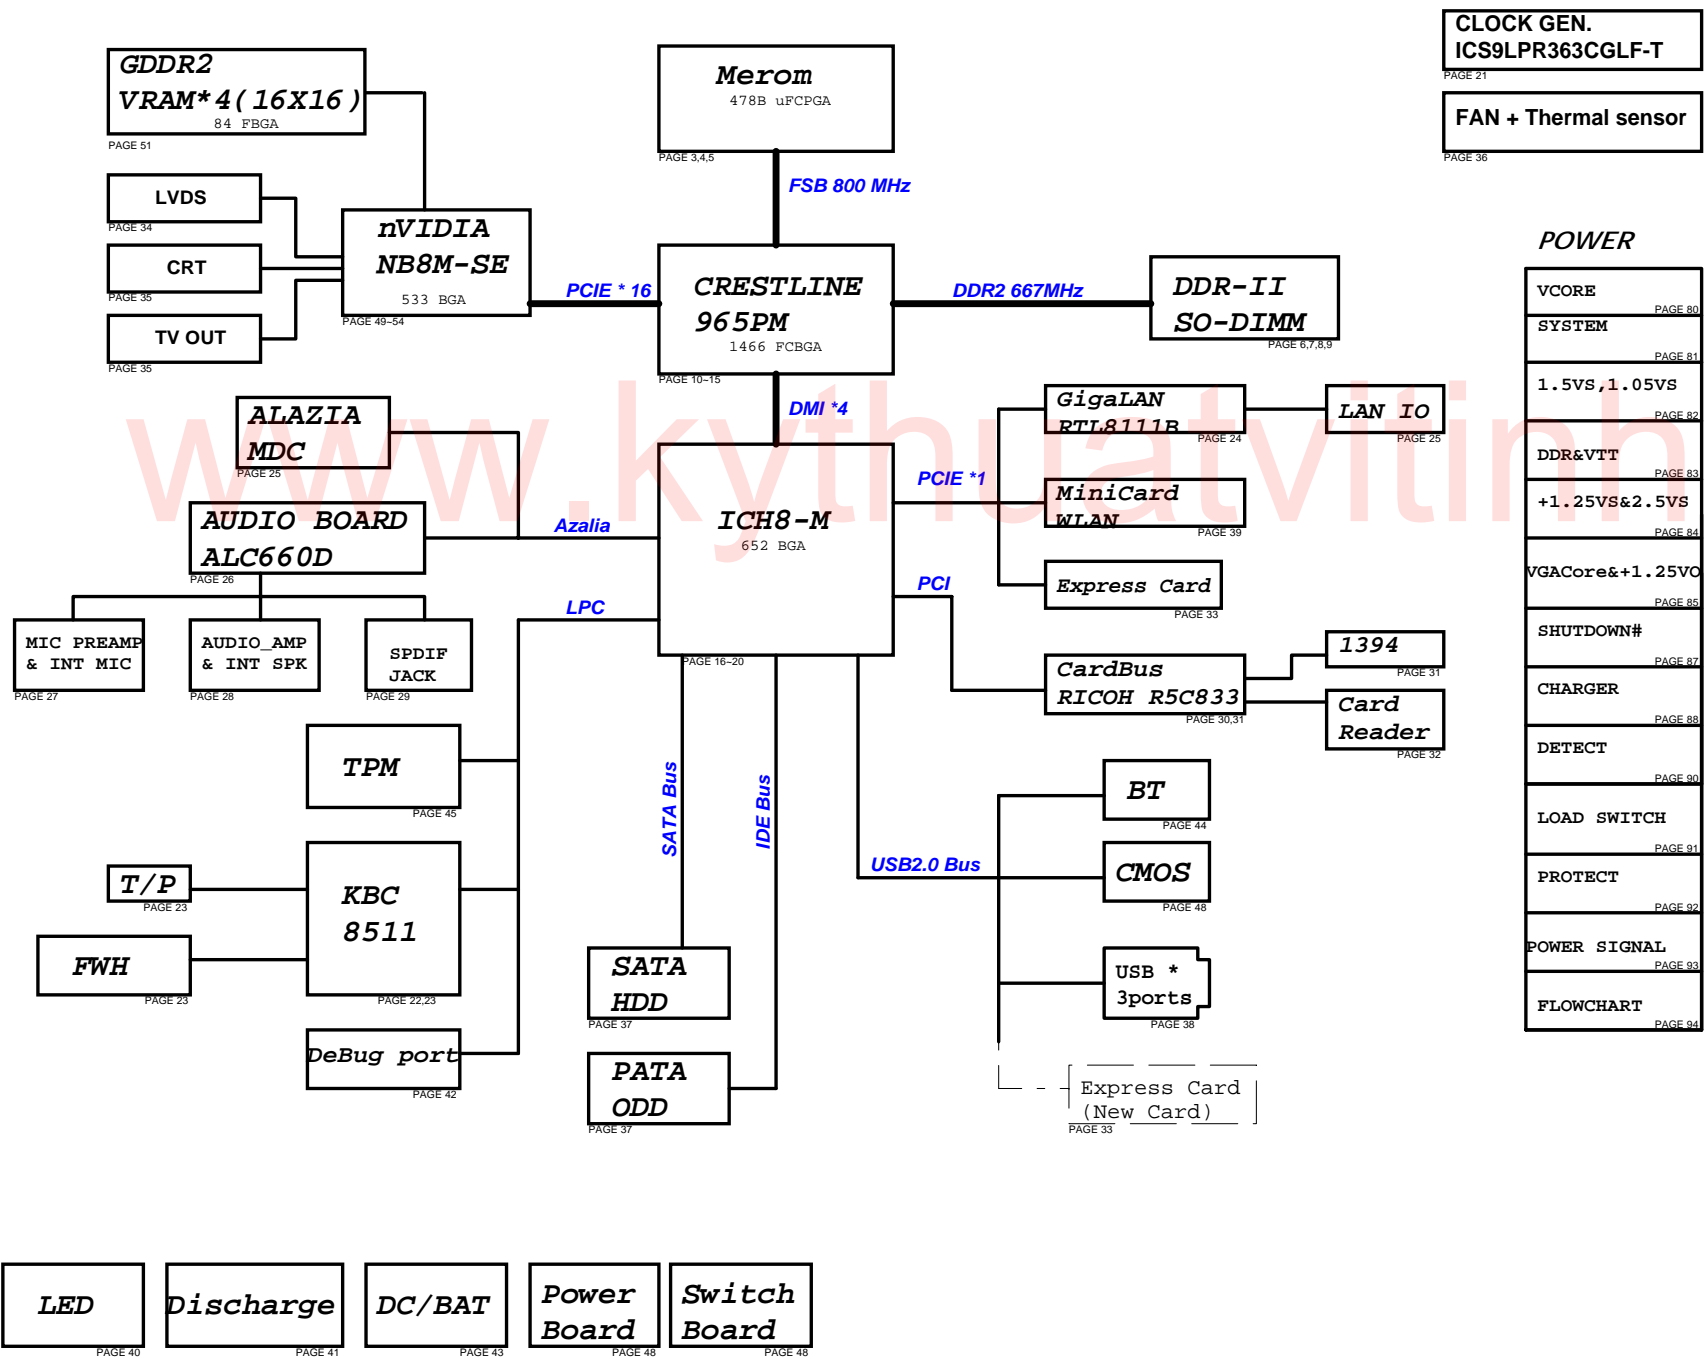 CLOCK GEN.
ICS9LPR363CGLF-T
PAGE 21
FAN + Thermal sensor
PAGE 36
GDDR2
VRAM*4(16X16)
84 FBGA
PAGE 51
Merom
478B uFCPGA
PAGE 3,4,5
FSB 800 MHz
LVDS
PAGE 34
CRT
PAGE 35
TV OUT
PAGE 35
nVIDIA
NB8M-SE
533 BGA
PAGE 49~54
PCIE * 16
CRESTLINE
965PM
1466 FCBGA
PAGE 10~15
DDR2 667MHz
DDR-II
SO-DIMM
PAGE 6,7,8,9
DMI *4
ALAZIA
MDC
PAGE 25
AUDIO BOARD
ALC660D
PAGE 26
Azalia
LPC
ICH8-M
652 BGA
PAGE 16~20
PCIE *1
PCI
GigaLAN
RTL8111B
PAGE 24
LAN IO
PAGE 25
MiniCard
WLAN
PAGE 39
Express Card
PAGE 33
MIC PREAMP
& INT MIC
PAGE 27
AUDIO_AMP
& INT SPK
PAGE 28
SPDIF
JACK
PAGE 29
CardBus
RICOH R5C833
PAGE 30,31
1394
PAGE 31
Card
Reader
PAGE 32
TPM
PAGE 45
SATA Bus
IDE Bus
USB2.0 Bus
BT
PAGE 44
CMOS
PAGE 48
T/P
PAGE 23
FWH
PAGE 23
KBC
8511
PAGE 22,23
DeBug port
PAGE 42
SATA
HDD
PAGE 37
PATA
ODD
PAGE 37
USB *
3ports
PAGE 38
Express Card
(New Card)
PAGE 33
POWER
VCORE
PAGE 80
SYSTEM
PAGE 81
1.5VS,1.05VS
PAGE 82
DDR&VTT
PAGE 83
+1.25VS&2.5VS
PAGE 84
VGACore&+1.25VO
PAGE 85
SHUTDOWN#
PAGE 87
CHARGER
PAGE 88
DETECT
PAGE 90
LOAD SWITCH
PAGE 91
PROTECT
PAGE 92
POWER SIGNAL
PAGE 93
FLOWCHART
PAGE 94
www.kythuatvitinh
LED
PAGE 40
Discharge
PAGE 41
DC/BAT
PAGE 43
Power
Board
PAGE 48
Switch
Board
PAGE 48